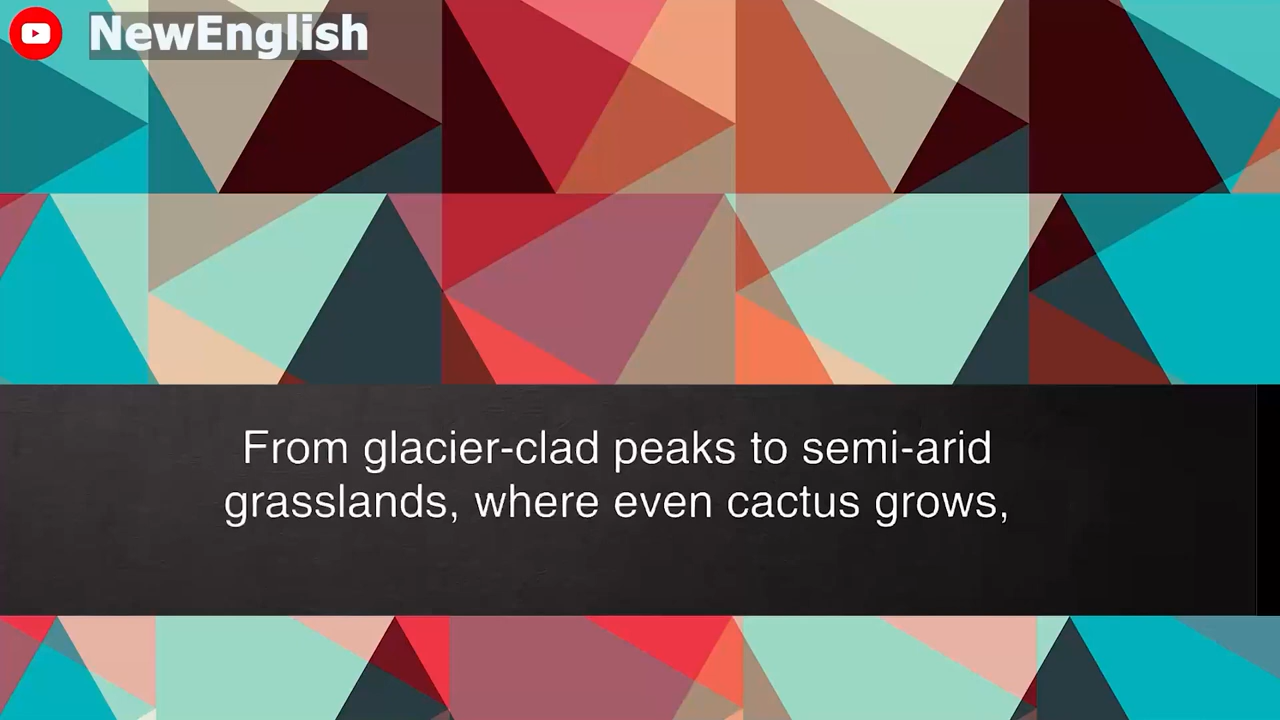 NewEnglish
From glacier-clad peaks to semi-arid
grasslands, where even cactus grows,